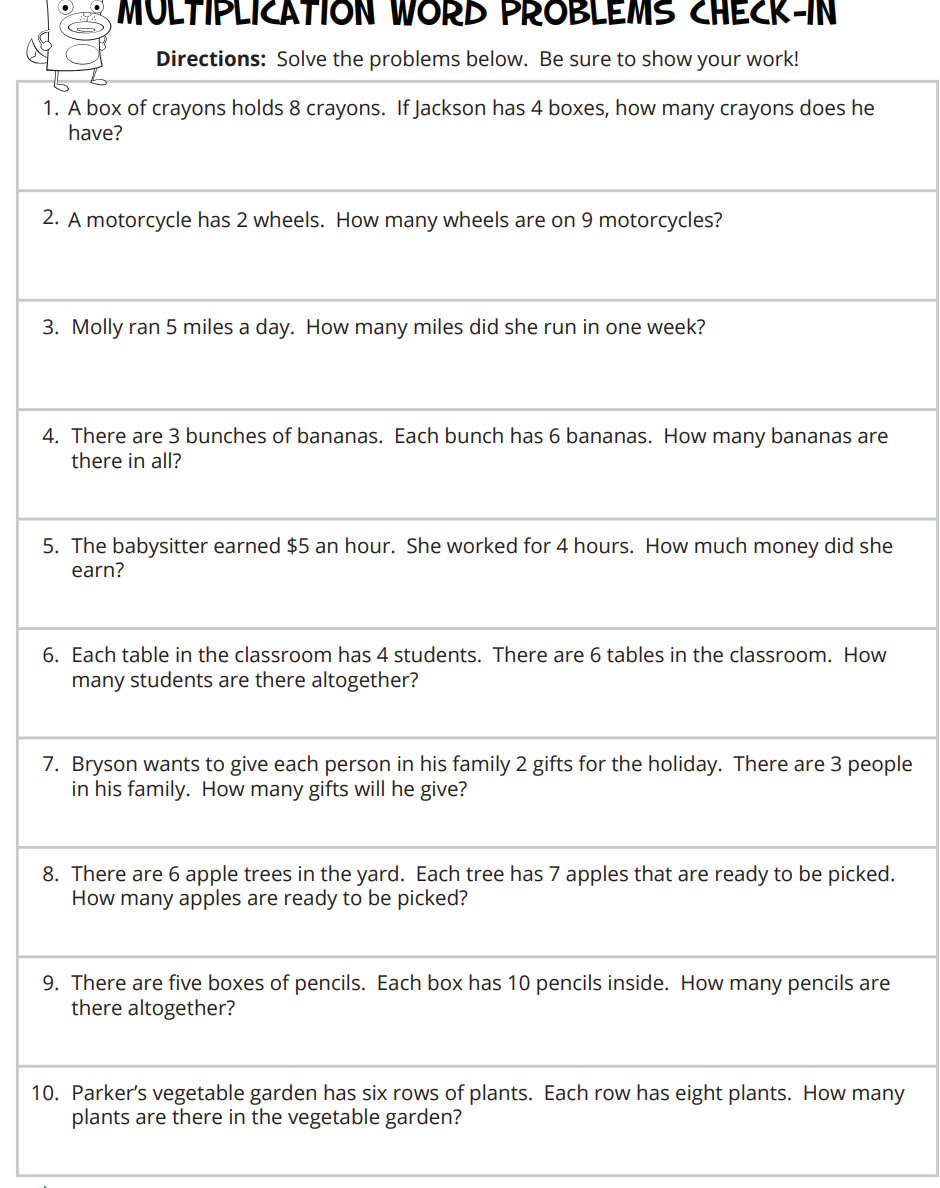 MULTIPLICATION WORD PROBLEMS CHECK-IN
Directions: Solve the problems below. Be sure to show your work!
1. A box of crayons holds 8 crayons. If Jackson has 4 boxes, how many crayons does he
have?
2. A motorcycle has 2 wheels. How many wheels are on 9 motorcycles?
3. Molly ran 5 miles a day. How many miles did she run in one week?
4. There are 3 bunches of bananas. Each bunch has 6 bananas. How many bananas are
there in all?
5. The babysitter earned $5 an hour. She worked for 4 hours. How much money did she
earn?
6. Each table in the classroom has 4 students. There are 6 tables in the classroom. How
many students are there altogether?
7. Bryson wants to give each person in his family 2 gifts for the holiday. There are 3 people
in his family. How many gifts will he give?
8. There are 6 apple trees in the yard. Each tree has 7 apples that are ready to be picked.
How many apples are ready to be picked?
9. There are five boxes of pencils. Each box has 10 pencils inside. How many pencils are
there altogether?
10. Parker’s vegetable garden has six rows of plants. Each row has eight plants. How many
plants are there in the vegetable garden?